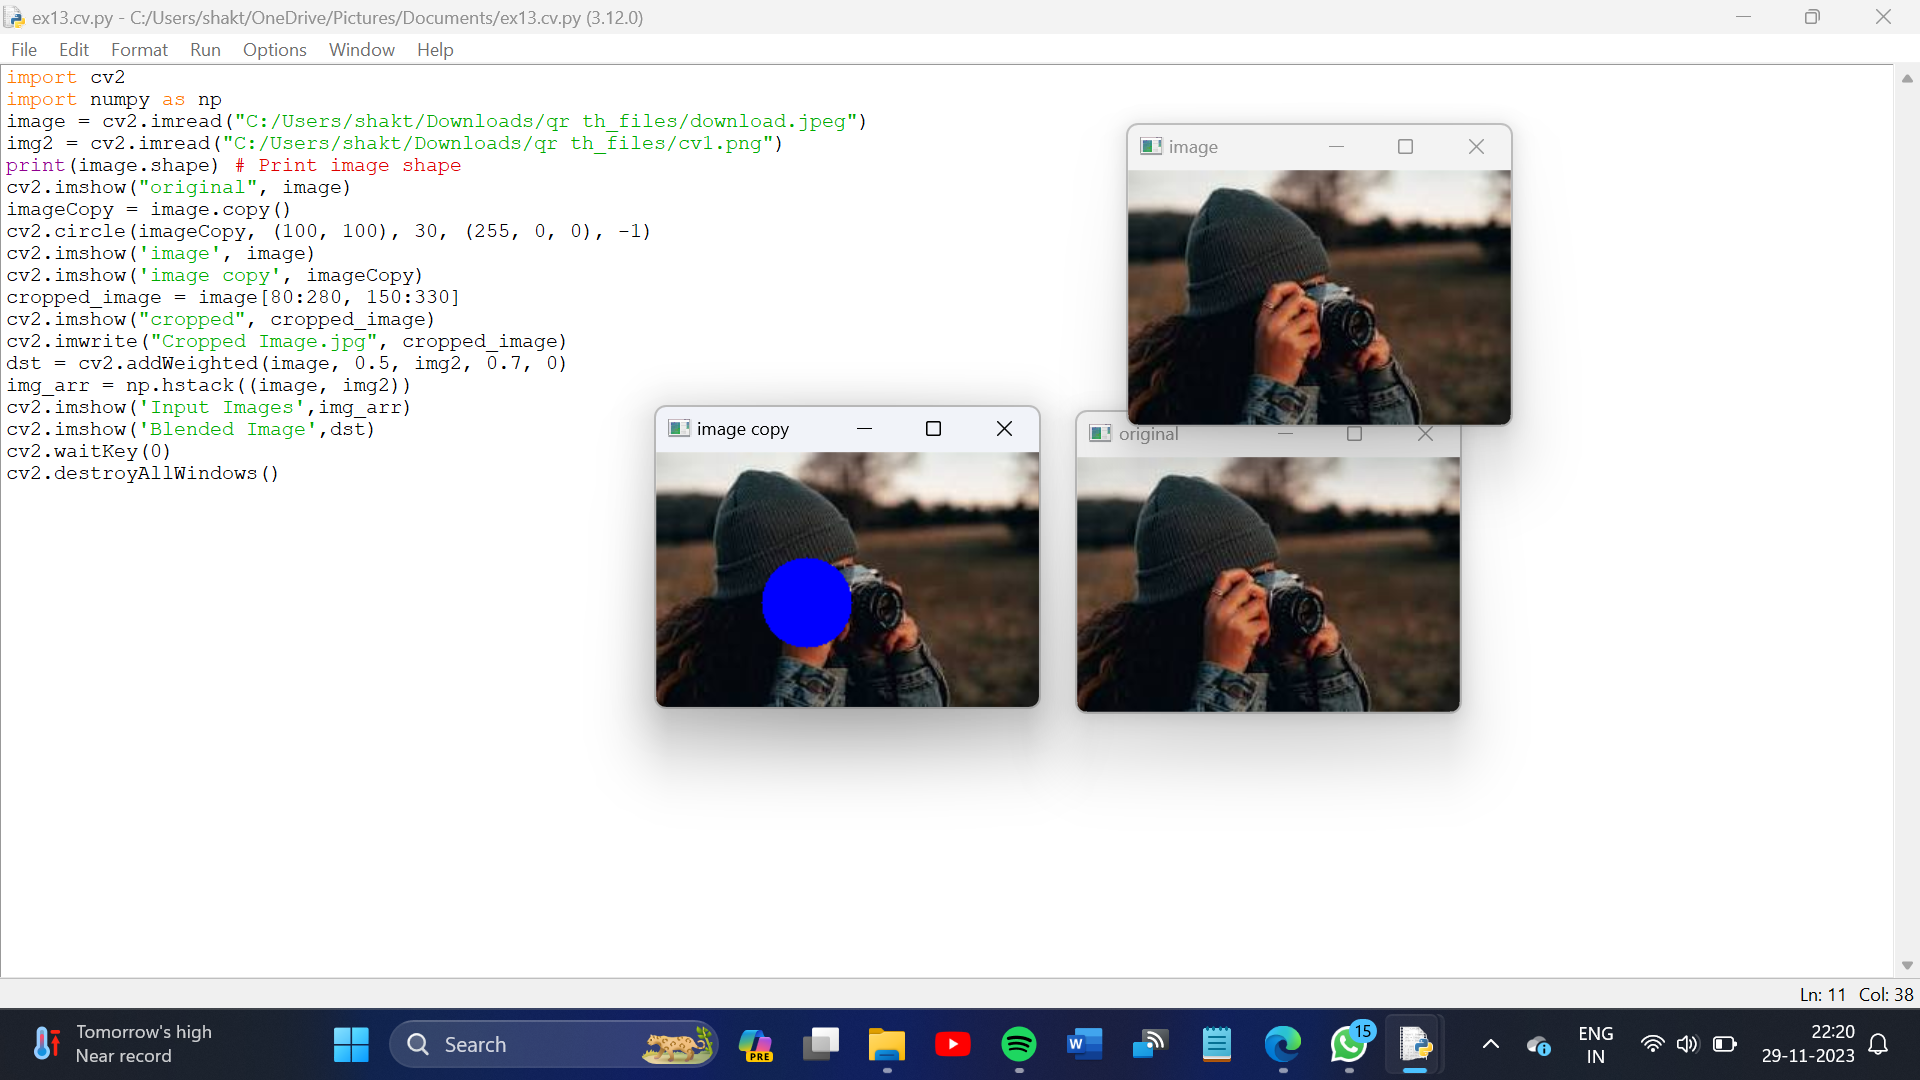 ex13.cv.py - C:/Users/shakt/OneDrive/Pictures/Documents/ex13.cv.py (3.12.0)
File Edit Format Run Options Window Help
import cv2
import numpy as np
image = cv2.imread("C:/Users/shakt/Downloads/qr th_files/download.jpeg")
img2 = cv2.imread("C:/Users/shakt/Downloads/qr th_files/cv1.png")
print(image.shape) # Print image shape
cv2.imshow("original", image)
imageCopy = image.copy()
cv2.circle(imageCopy, (100, 100), 30, (255, 0, 0), -1)
cv2.imshow('image', image)
cv2.imshow('image copy', imageCopy)
cropped_image = image[80:280, 150:330]
cv2.imshow("cropped", cropped_image)
cv2.imwrite("Cropped Image.jpg", cropped_image)
dst = cv2.addWeighted(image, 0.5, img2, 0.7, 0)
img_arr = np.hstack((image, img2))
cv2.imshow('Input Images',img_arr)
cv2.imshow('Blended Image',dst)
cv2.waitKey(0)
cv2.destroyAllWindows()
image
image copy
original
Ln: 11 Col: 38
Tomorrow's high
Near record
Search
PRE
W
15
ENG
IN
22:20
29-11-2023